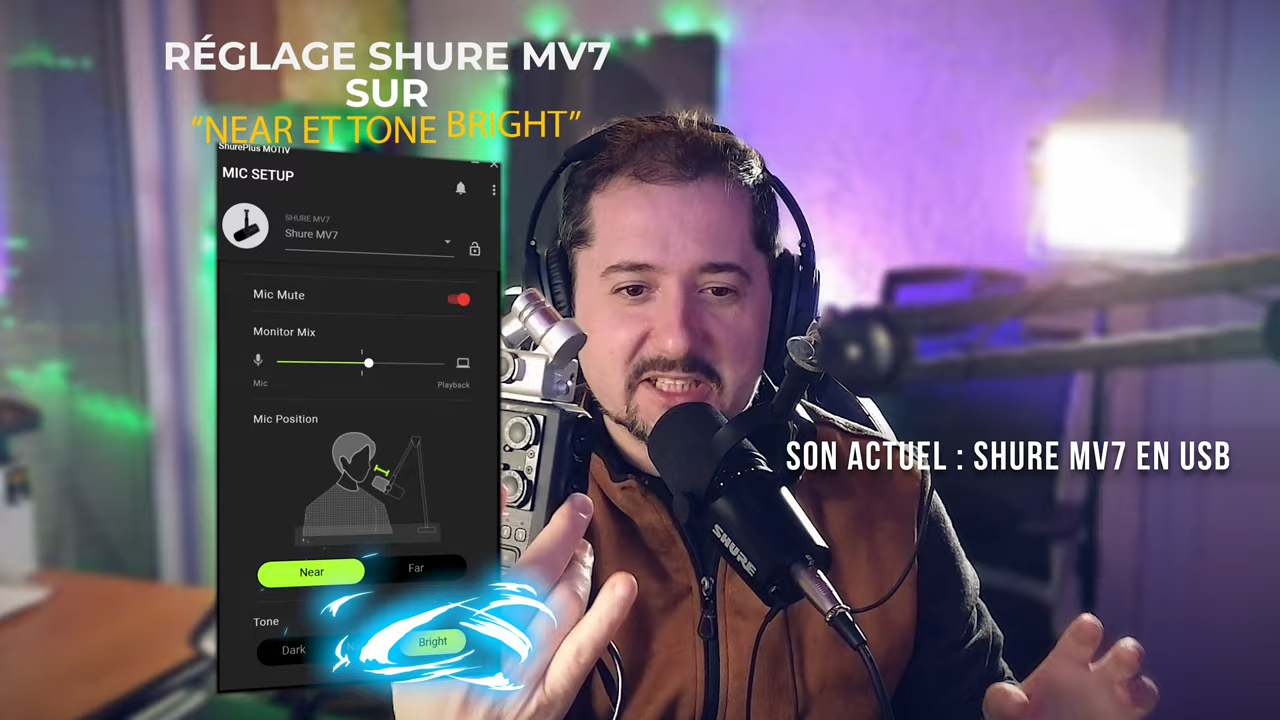 RÉGLAGE SHURE MV7
SUR
“NEAR ET TONE BRIGHT”
ShurePlus MOTIV
MIC SETUP
SHURE MV7
Shure MV7
Mic Mute
Monitor Mix
Mic
Playback
Mic Position
Near
Far
Tone
Dark
Bright
SON ACTUEL : SHURE MV7 EN USB
SHURE